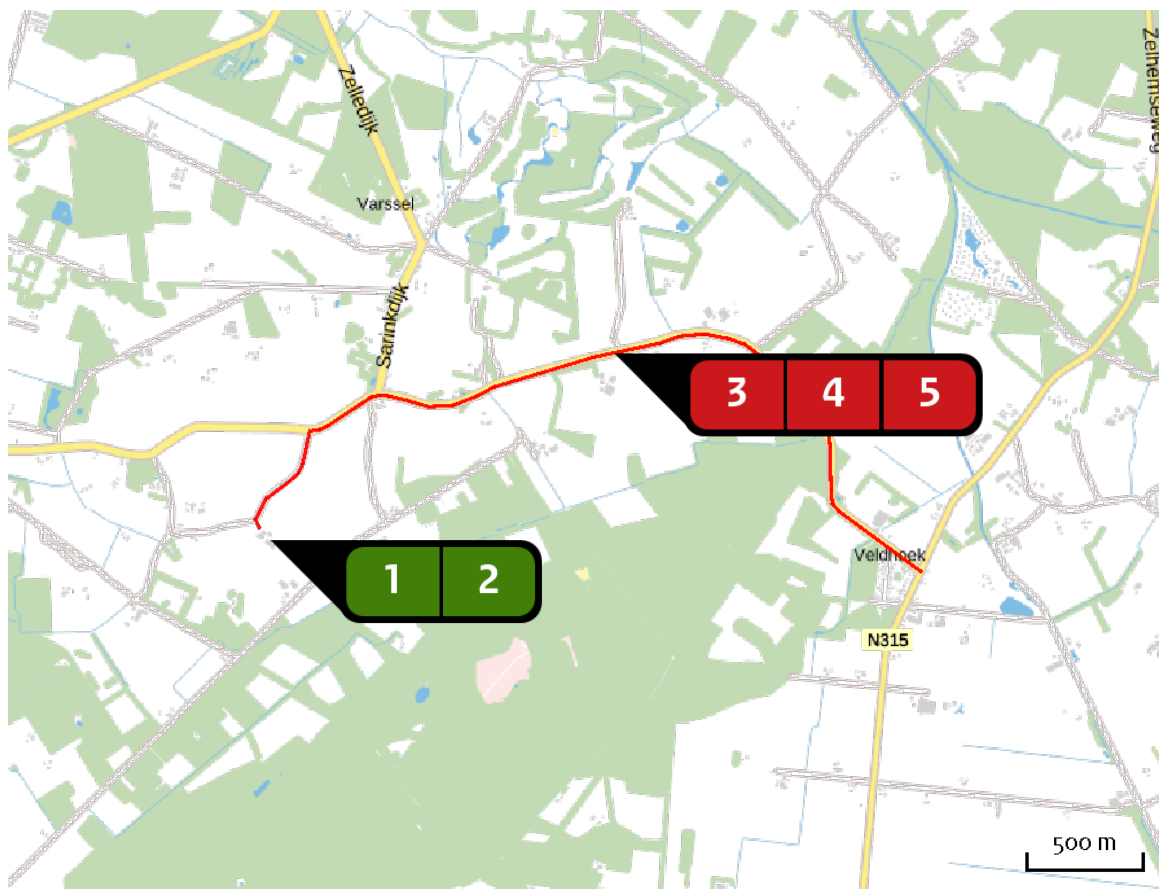 Zelledijk
Zelhemseweg
Varssel
Sarinkdijk
3 4 5
Veldhoek
1 2
N315
500 m